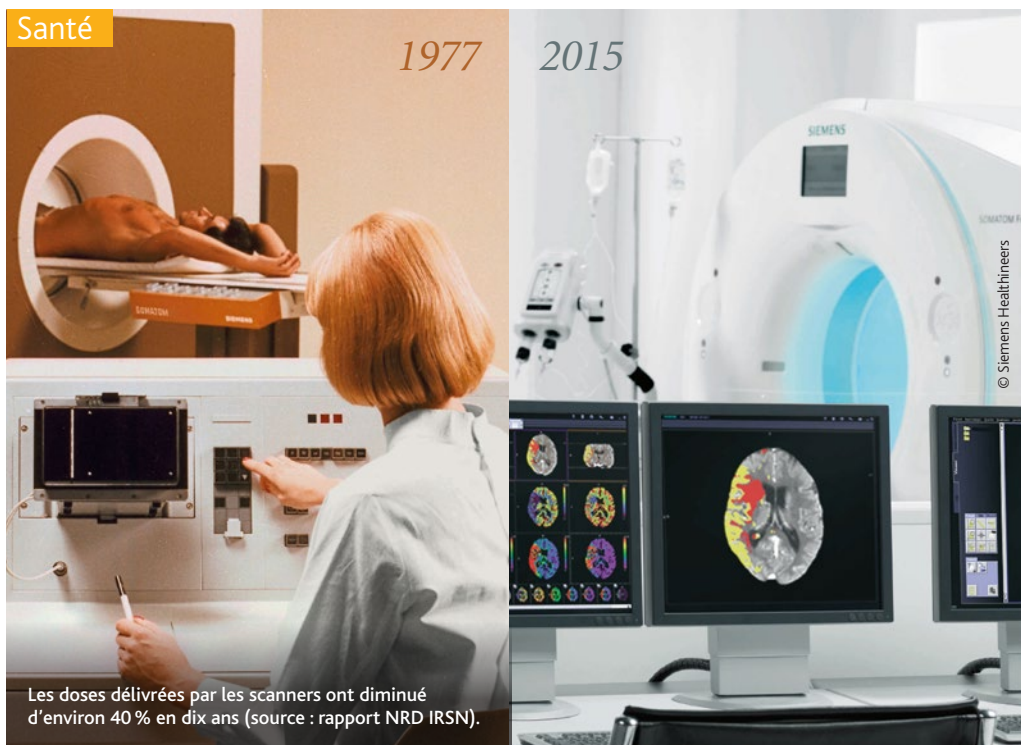 Santé
1977
2015
SIEMENS
SOMATOM
SIEMENS
© Siemens Healthineers
Les doses délivrées par les scanners ont diminué
d’environ 40 % en dix ans (source : rapport NRD IRSN).